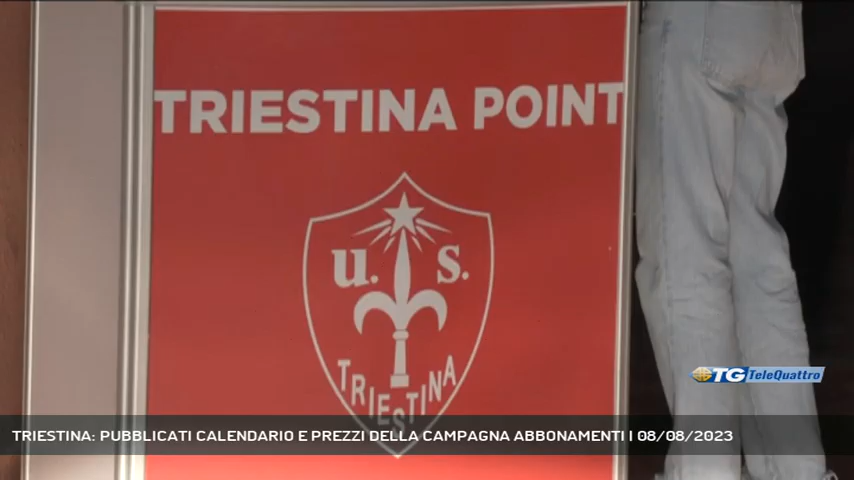 TRIESTINA POINT
u. s.
TRIESTINA
TG TeleQuattro
TRIESTINA: PUBBLICATI CALENDARIO E PREZZI DELLA CAMPAGNA ABBONAMENTI | 08/08/2023